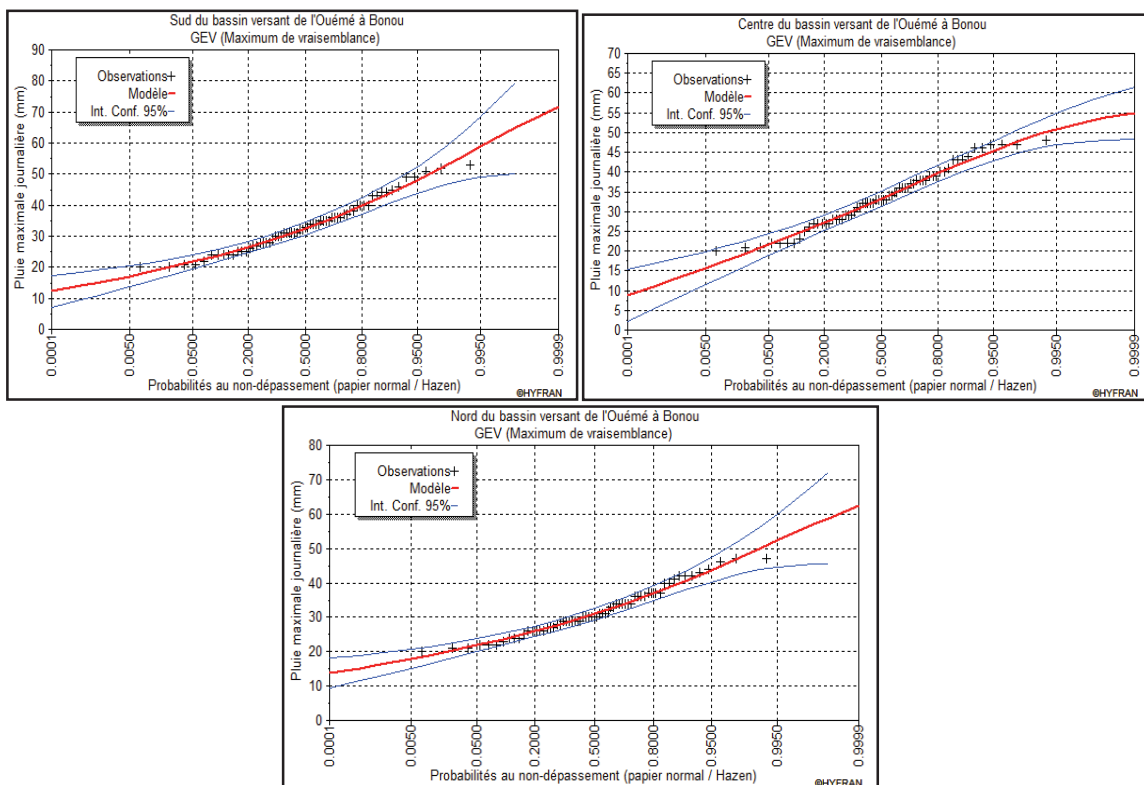 Sud du bassin versant de l'Ouémé à Bonou
GEV (Maximum de vraisemblance)
Pluie maximale journalière (mm)
90
80
70
60
50
40
30
20
10
0
Observations+
Modèle–
Int. Conf. 95%–
0.0001
0.0050
0.0500
0.2000
0.5000
0.8000
0.9500
0.9950
0.9999
Probabilités au non-dépassement (papier normal / Hazen)
©HYFRAN
Centre du bassin versant de l'Ouémé à Bonou
GEV (Maximum de vraisemblance)
Pluie maximale journalière (mm)
70
65
60
55
50
45
40
35
30
25
20
15
10
5
0
Observations+
Modèle–
Int. Conf. 95%–
0.0001
0.0050
0.0500
0.2000
0.5000
0.8000
0.9500
0.9950
0.9999
Probabilités au non-dépassement (papier normal / Hazen)
©HYFRAN
Nord du bassin versant de l'Ouémé à Bonou
GEV (Maximum de vraisemblance)
Pluie maximale journalière (mm)
80
70
60
50
40
30
20
10
0
Observations+
Modèle–
Int. Conf. 95%–
0.0001
0.0050
0.0500
0.2000
0.5000
0.8000
0.9500
0.9950
0.9999
Probabilités au non-dépassement (papier normal / Hazen)
©HYFRAN